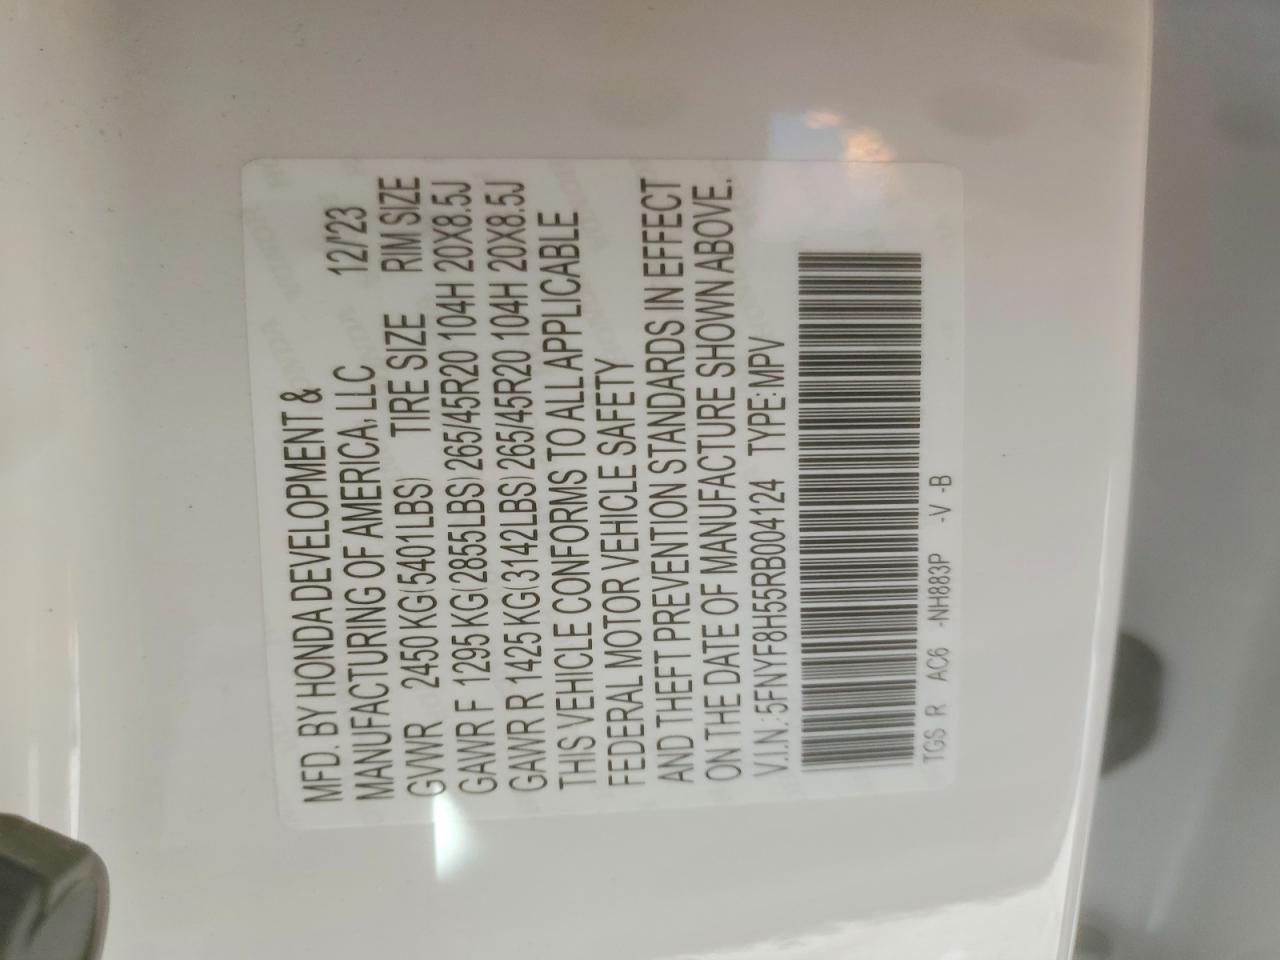 MFD. BY HONDA DEVELOPMENT &
MANUFACTURING OF AMERICA, LLC 12/'23
GVWR 2450 KG(5401LBS) TIRE SIZE RIM SIZE
GAWR F 1295 KG(2855LBS) 265/45R20 104H 20X8.5J
GAWR R 1425 KG(3142LBS) 265/45R20 104H 20X8.5J
THIS VEHICLE CONFORMS TO ALL APPLICABLE
FEDERAL MOTOR VEHICLE SAFETY
AND THEFT PREVENTION STANDARDS IN EFFECT
ON THE DATE OF MANUFACTURE SHOWN ABOVE.
V.I.N.:5FNYF8H55RB004124 TYPE:MPV
TGS R AC6 -NH883P -V -B